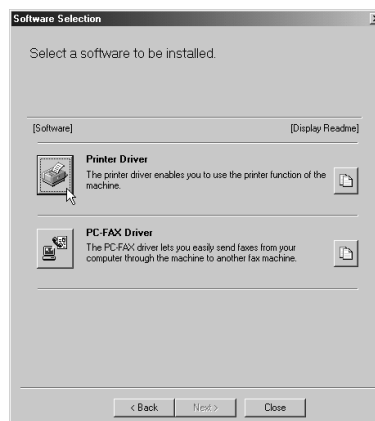 Software Selection
Select a software to be installed.
[Software] [Display Readme]
Printer Driver
The printer driver enables you to use the printer function of the
machine.
PC-FAX Driver
The PC-FAX driver lets you easily send faxes from your
computer through the machine to another fax machine.
< Back Next > Close